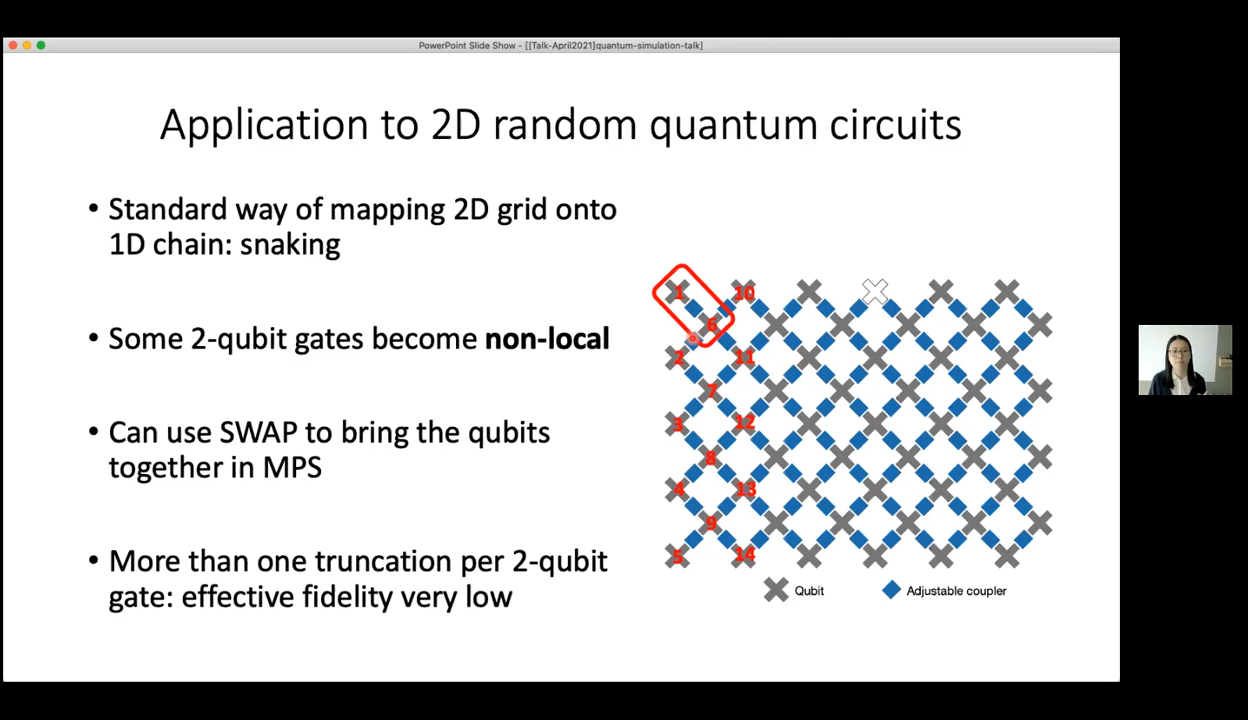 PowerPoint Slide Show - [[Talk-April2021]quantum-simulation-talk]
Application to 2D random quantum circuits
• Standard way of mapping 2D grid onto
1D chain: snaking
• Some 2-qubit gates become non-local
• Can use SWAP to bring the qubits
together in MPS
• More than one truncation per 2-qubit
gate: effective fidelity very low
1 10
6
2 11
7
3 12
8
4 13
9
5 14
Qubit Adjustable coupler